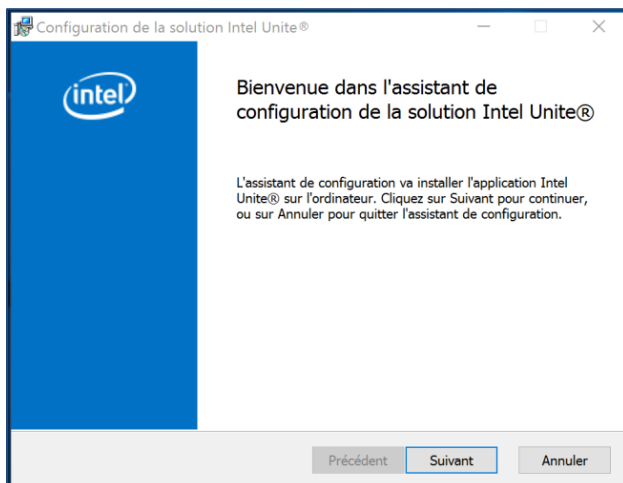 Configuration de la solution Intel Unite®
intel
Bienvenue dans l'assistant de
configuration de la solution Intel Unite®
L'assistant de configuration va installer l'application Intel
Unite® sur l'ordinateur. Cliquez sur Suivant pour continuer,
ou sur Annuler pour quitter l'assistant de configuration.
Précédent Suivant Annuler